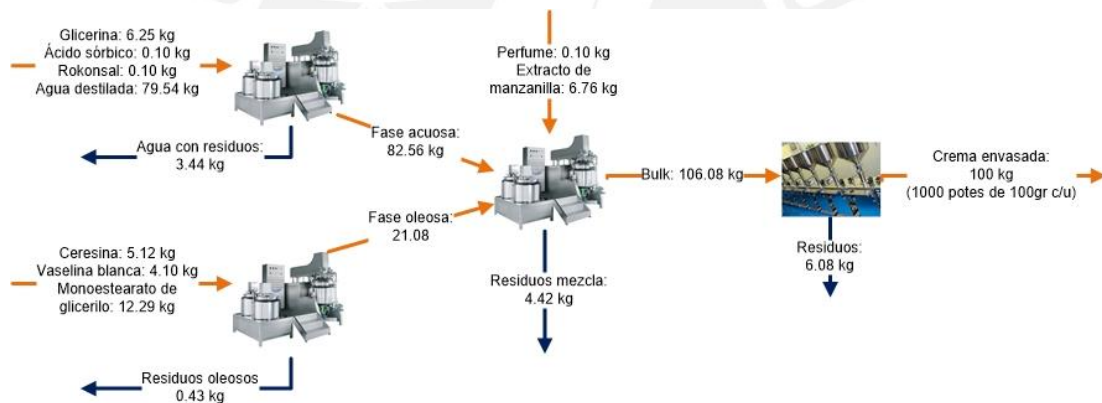 Glicerina: 6.25 kg
Ácido sórbico: 0.10 kg
Rokonsal: 0.10 kg
Agua destilada: 79.54 kg
Agua con residuos:
3.44 kg
Fase acuosa:
82.56 kg
Perfume: 0.10 kg
Extracto de
manzanilla: 6.76 kg
Fase oleosa:
21.08
Ceresina: 5.12 kg
Vaselina blanca: 4.10 kg
Monoestearato de
glicerilo: 12.29 kg
Residuos oleosos
0.43 kg
Residuos mezcla:
4.42 kg
Bulk: 106.08 kg
Crema envasada:
100 kg
(1000 potes de 100gr c/u)
Residuos:
6.08 kg